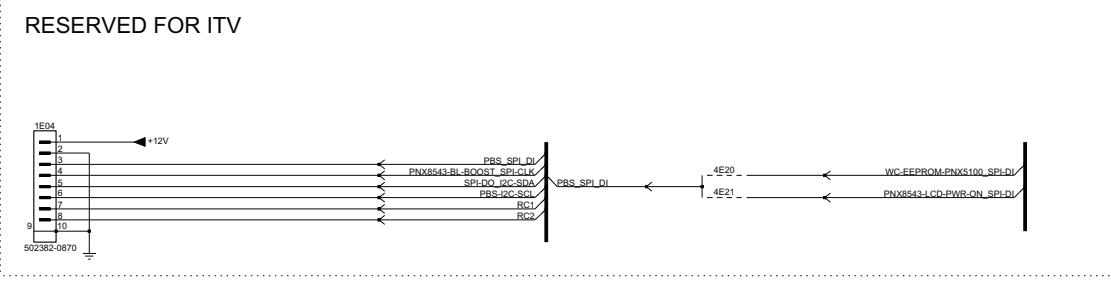 RESERVED FOR ITV
1E04
1
+12V
2
3
PBS_SPI_DI
4
PNX8543-BL-BOOST_SPI-CLK
5
SPI-DO_I2C-SDA
6
PBS-I2C-SCL
7
RC1
8
RC2
9
10
502382-0870
PBS_SPI_DI
4E20
WC-EEPROM-PNX5100_SPI-DI
4E21
PNX8543-LCD-PWR-ON_SPI-DI